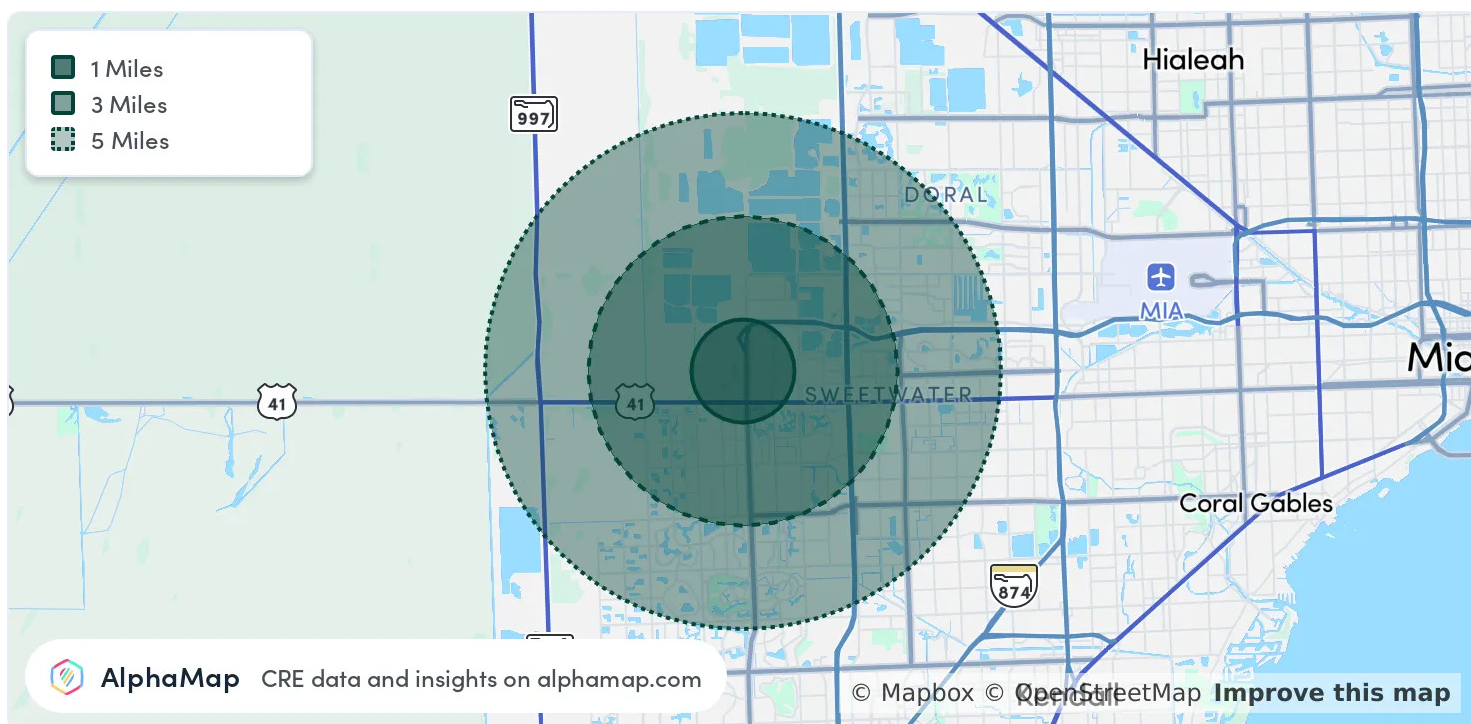 1 Miles
3 Miles
5 Miles
997
Hialeah
DORAL
MIA
41
41
SWEETWATER
Coral Gables
874
AlphaMap CRE data and insights on alphamap.com
© Mapbox © OpenStreetMap Improve this map
Kendall